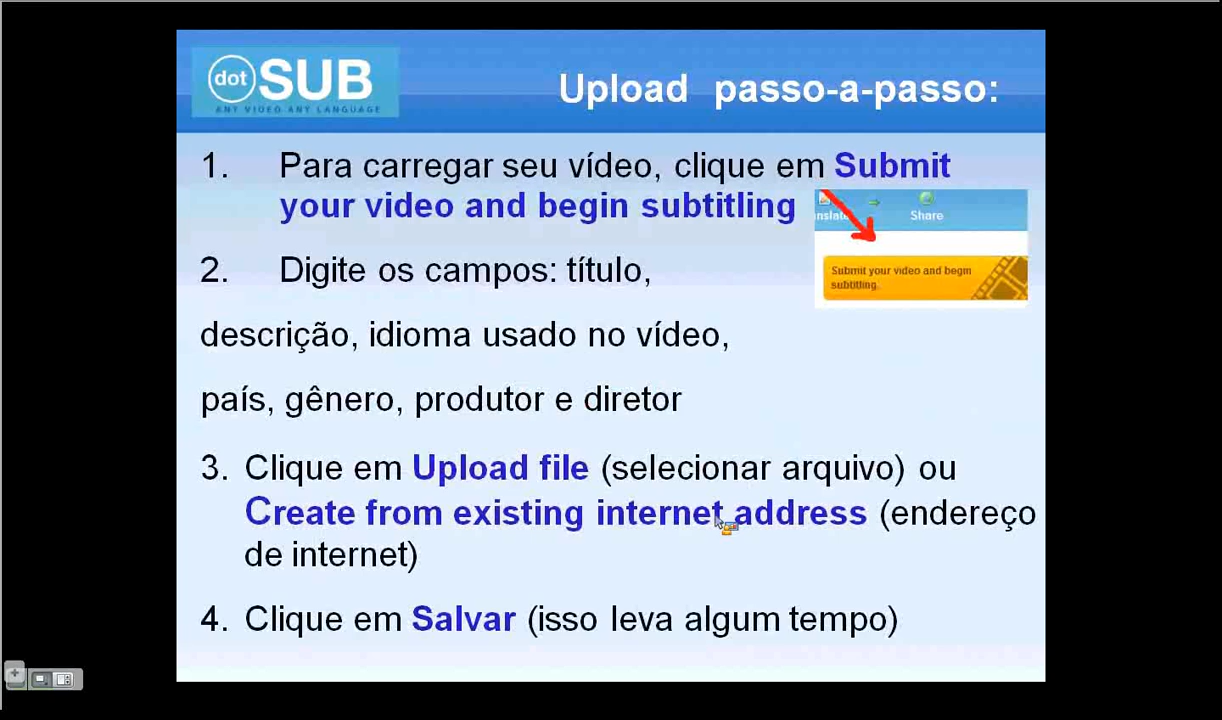 dotSUB
ANY VIDEO ANY LANGUAGE
Upload passo-a-passo:
1. Para carregar seu vídeo, clique em Submit
your video and begin subtitling
nslate Share
Submit your video and begin
subtitling.
2. Digite os campos: título,
descrição, idioma usado no vídeo,
país, gênero, produtor e diretor
3. Clique em Upload file (selecionar arquivo) ou
Create from existing internet address (endereço
de internet)
4. Clique em Salvar (isso leva algum tempo)